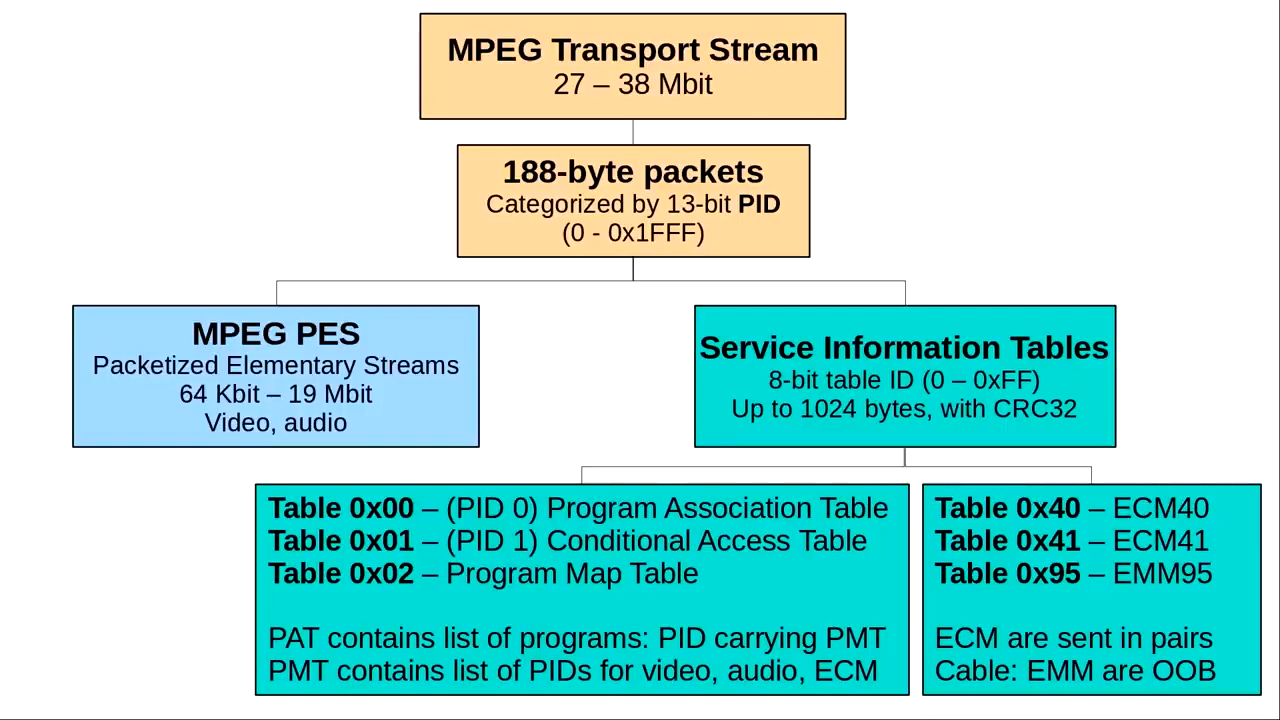 MPEG Transport Stream
27 – 38 Mbit
188-byte packets
Categorized by 13-bit PID
(0 - 0x1FFF)
MPEG PES
Packetized Elementary Streams
64 Kbit – 19 Mbit
Video, audio
Service Information Tables
8-bit table ID (0 – 0xFF)
Up to 1024 bytes, with CRC32
Table 0x00 – (PID 0) Program Association Table
Table 0x01 – (PID 1) Conditional Access Table
Table 0x02 – Program Map Table
PAT contains list of programs: PID carrying PMT
PMT contains list of PIDs for video, audio, ECM
Table 0x40 – ECM40
Table 0x41 – ECM41
Table 0x95 – EMM95
ECM are sent in pairs
Cable: EMM are OOB